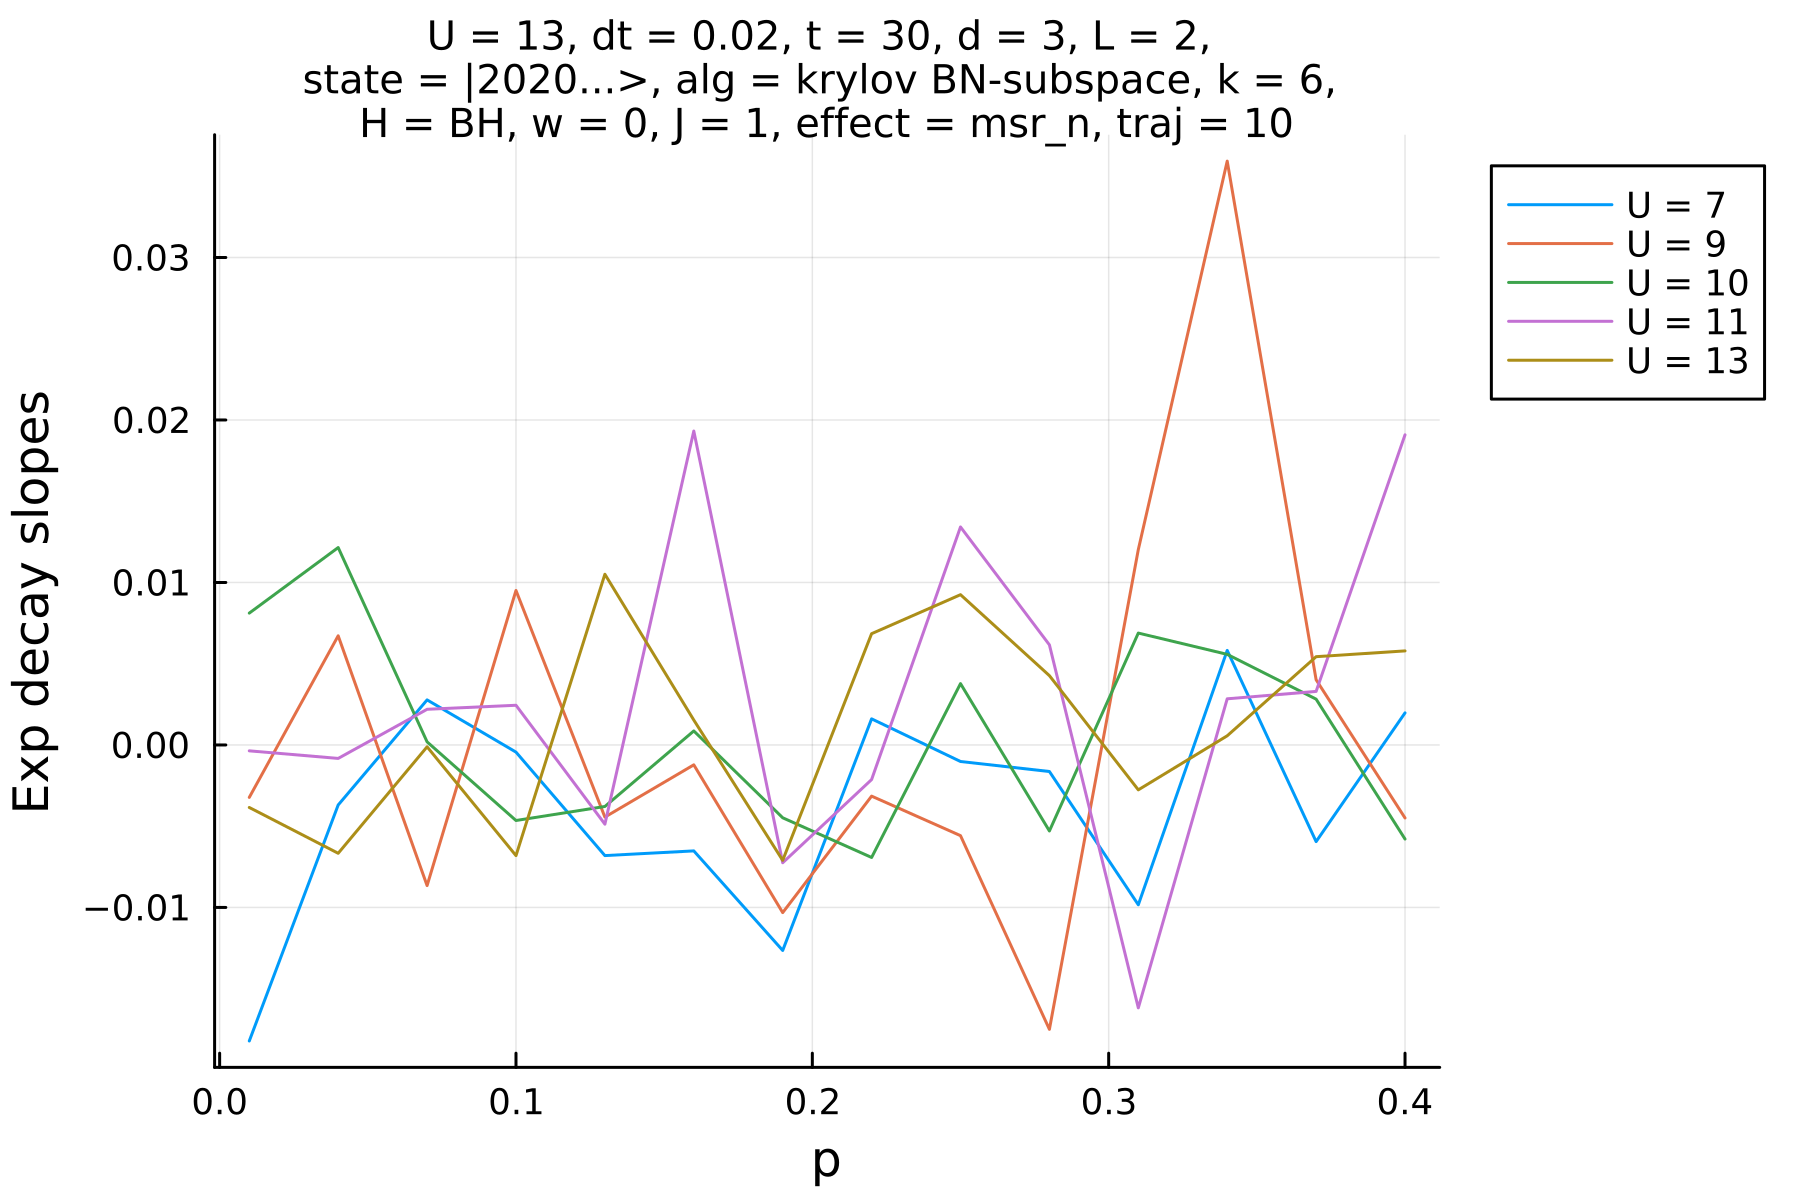 U = 13, dt = 0.02, t = 30, d = 3, L = 2,
state = |2020...>, alg = krylov BN-subspace, k = 6,
H = BH, w = 0, J = 1, effect = msr_n, traj = 10
U = 7
U = 9
U = 10
U = 11
U = 13
Exp decay slopes
0.03
0.02
0.01
0.00
−0.01
0.0 0.1 0.2 0.3 0.4
p